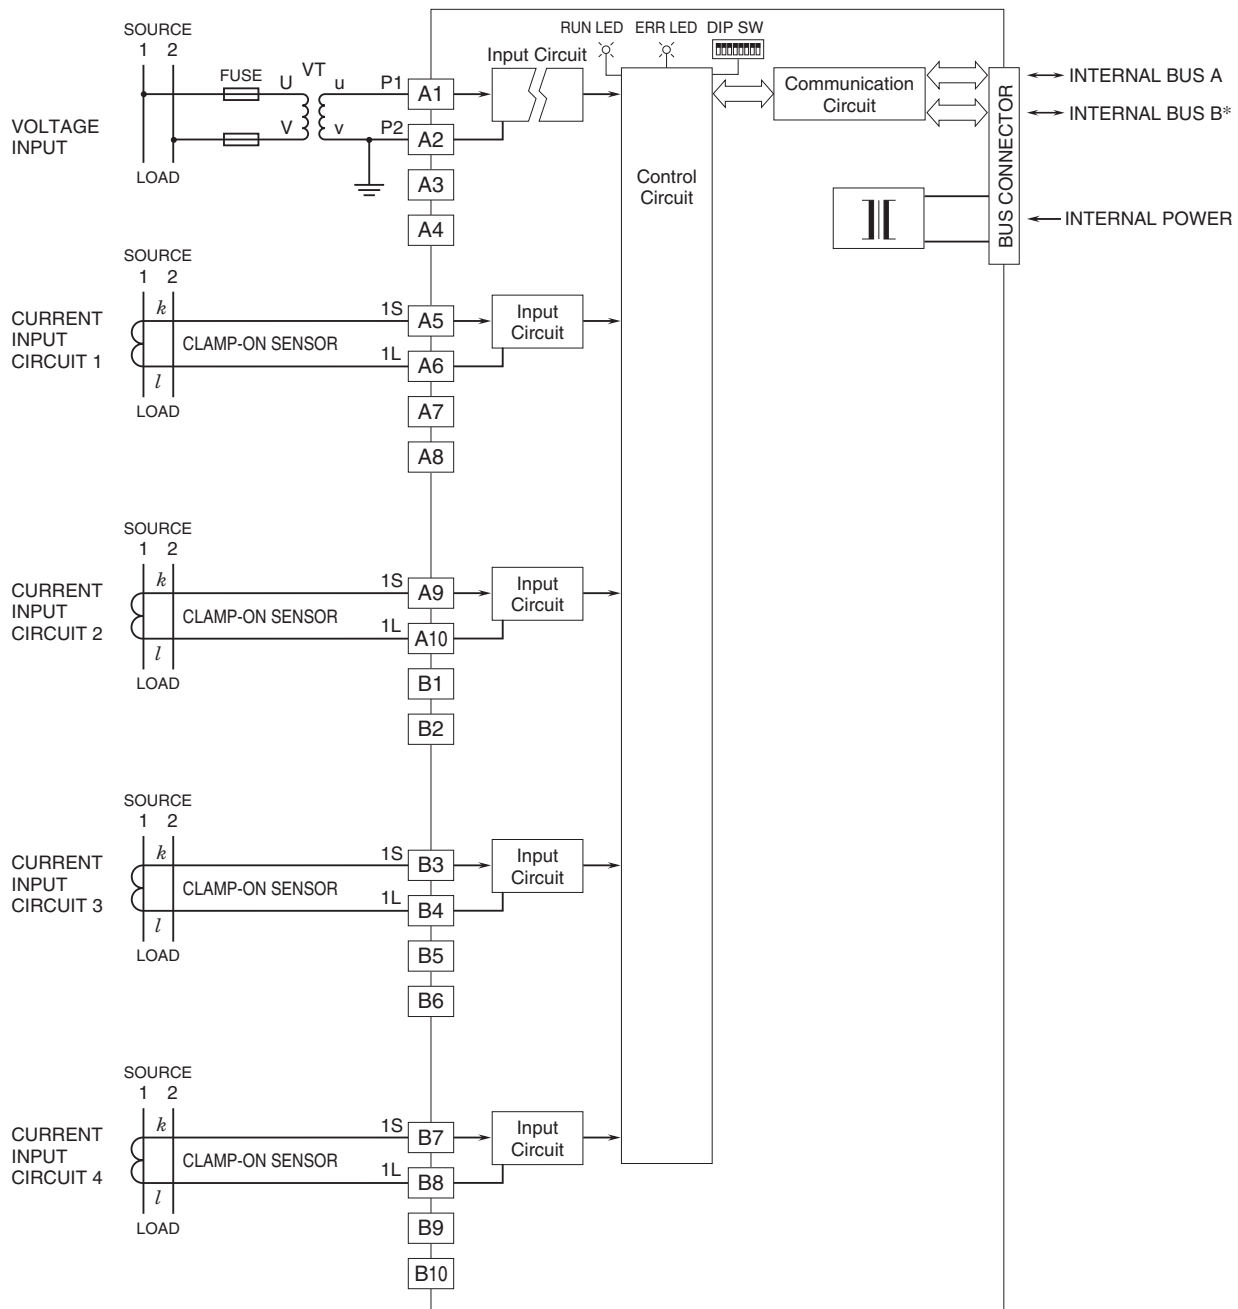 SOURCE
1 2
RUN LED ERR LED DIP SW
Input Circuit
FUSE U VT u P1 A1
V v P2 A2
VOLTAGE
INPUT
LOAD
A3
A4
Control
Circuit
Communication
Circuit
BUS CONNECTOR
INTERNAL BUS A
INTERNAL BUS B*
INTERNAL POWER
SOURCE
1 2
CURRENT
INPUT
CIRCUIT 1
k
CLAMP-ON SENSOR
l
LOAD
1S A5
1L A6
Input
Circuit
A7
A8
SOURCE
1 2
CURRENT
INPUT
CIRCUIT 2
k
CLAMP-ON SENSOR
l
LOAD
1S A9
1L A10
Input
Circuit
B1
B2
SOURCE
1 2
CURRENT
INPUT
CIRCUIT 3
k
CLAMP-ON SENSOR
l
LOAD
1S B3
1L B4
Input
Circuit
B5
B6
SOURCE
1 2
CURRENT
INPUT
CIRCUIT 4
k
CLAMP-ON SENSOR
l
LOAD
1S B7
1L B8
Input
Circuit
B9
B10